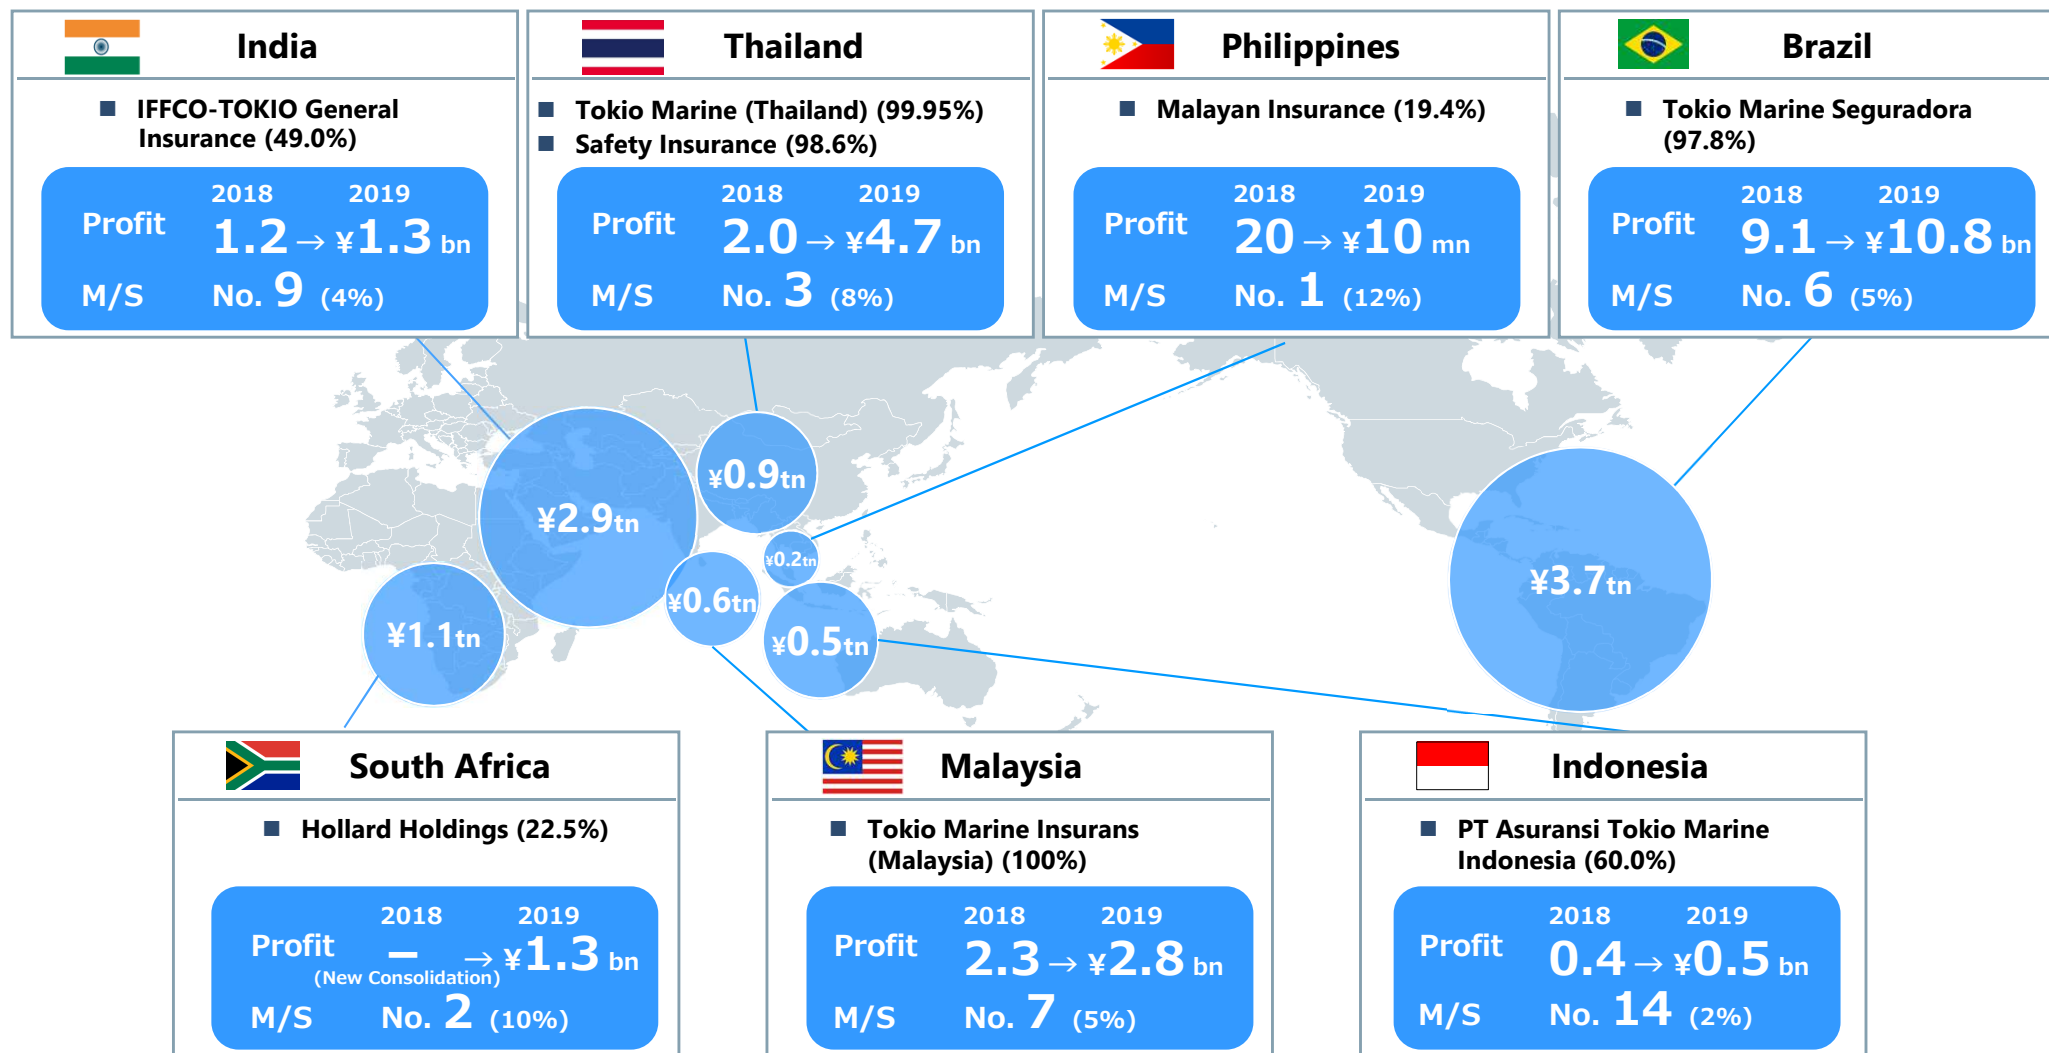 India
IFFCO-TOKIO General
Insurance (49.0%)
2018 2019
Profit 1.2 → ¥1.3 bn
M/S No. 9 (4%)
Thailand
Tokio Marine (Thailand) (99.95%)
Safety Insurance (98.6%)
2018 2019
Profit 2.0 → ¥4.7 bn
M/S No. 3 (8%)
Philippines
Malayan Insurance (19.4%)
2018 2019
Profit 20 → ¥10 mn
M/S No. 1 (12%)
Brazil
Tokio Marine Seguradora
(97.8%)
2018 2019
Profit 9.1 → ¥10.8 bn
M/S No. 6 (5%)
¥0.9tn
¥2.9tn
¥0.2tn
¥3.7tn
¥0.6tn
¥1.1tn
¥0.5tn
South Africa
Hollard Holdings (22.5%)
2018 2019
Profit – → ¥1.3 bn
(New Consolidation)
M/S No. 2 (10%)
Malaysia
Tokio Marine Insurans
(Malaysia) (100%)
2018 2019
Profit 2.3 → ¥2.8 bn
M/S No. 7 (5%)
Indonesia
PT Asuransi Tokio Marine
Indonesia (60.0%)
2018 2019
Profit 0.4 → ¥0.5 bn
M/S No. 14 (2%)